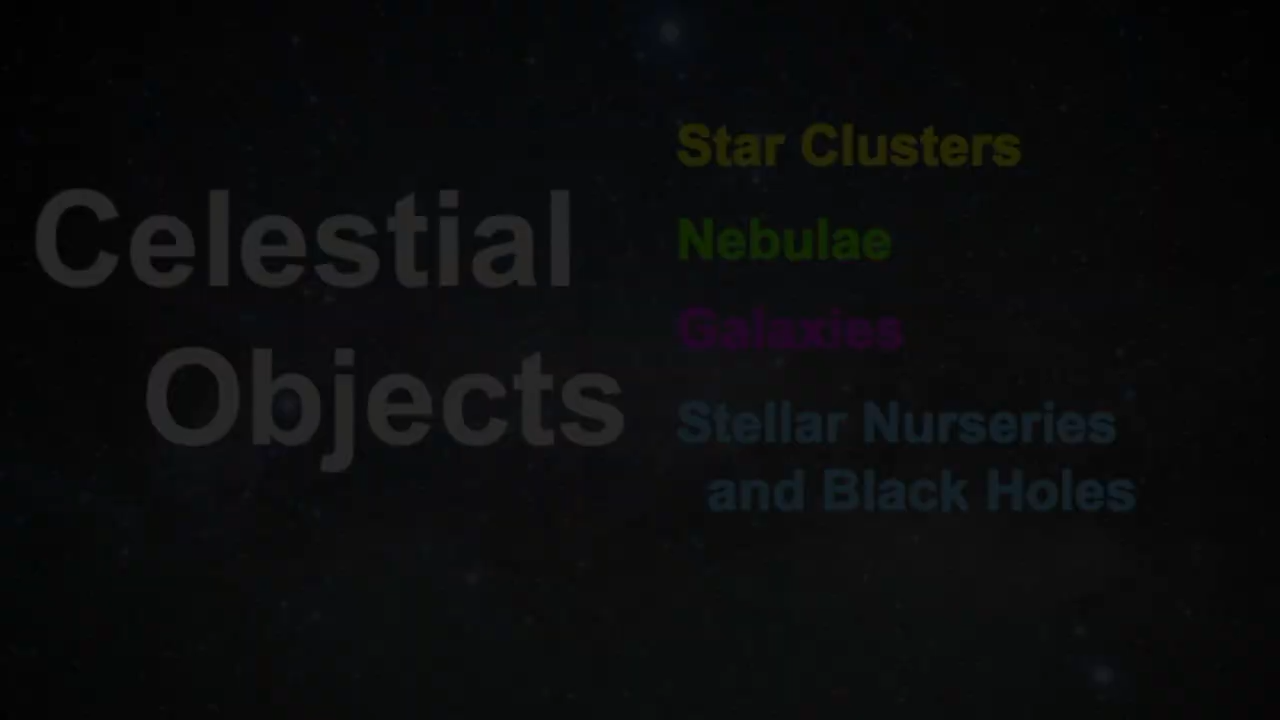 Celestial
Objects
Star Clusters
Nebulae
Galaxies
Stellar Nurseries
and Black Holes